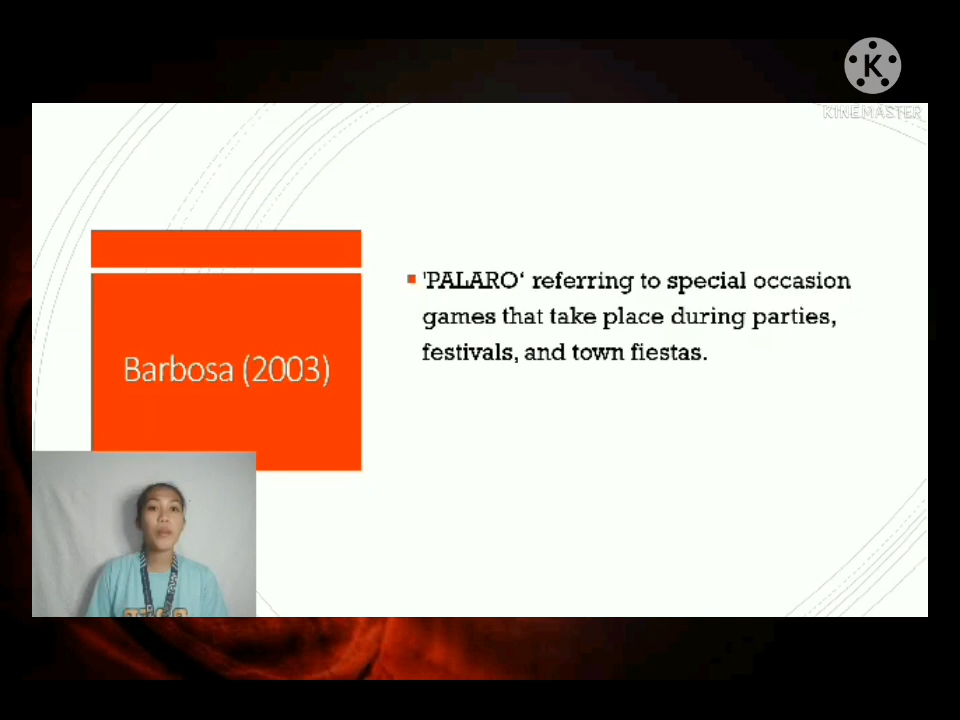 K
KINEMASTER
'PALARO‘ referring to special occasion
games that take place during parties,
festivals, and town fiestas.
Barbosa (2003)